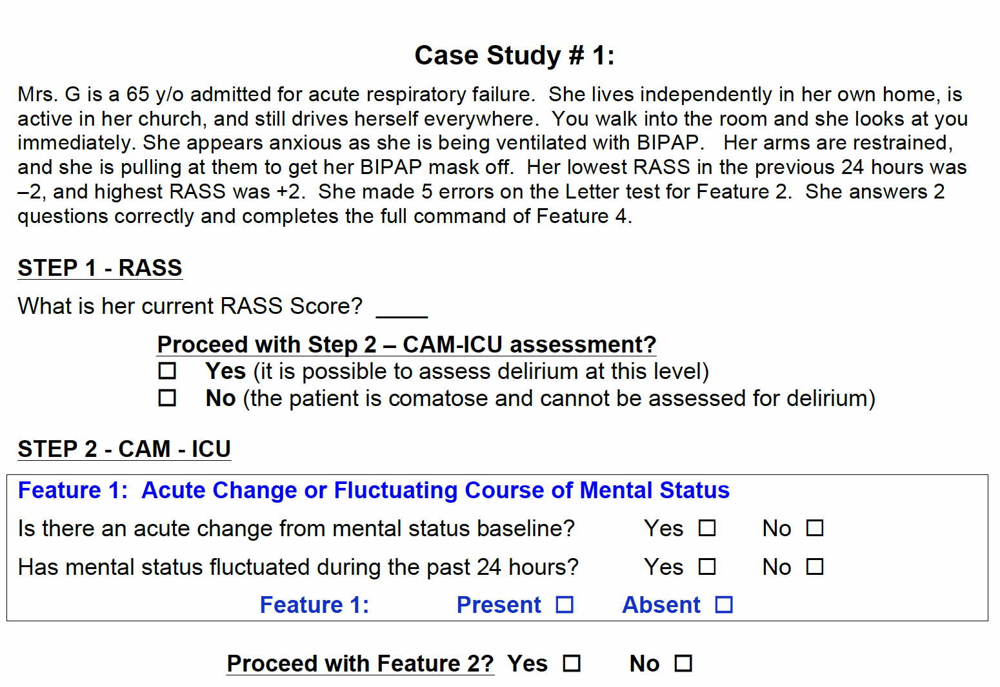 Case Study # 1:
Mrs. G is a 65 y/o admitted for acute respiratory failure.  She lives independently in her own home, is
active in her church, and still drives herself everywhere.  You walk into the room and she looks at you
immediately. She appears anxious as she is being ventilated with BIPAP.   Her arms are restrained,
and she is pulling at them to get her BIPAP mask off.  Her lowest RASS in the previous 24 hours was
–2, and highest RASS was +2.  She made 5 errors on the Letter test for Feature 2.  She answers 2
questions correctly and completes the full command of Feature 4.
STEP 1 - RASS
What is her current RASS Score? ____
Proceed with Step 2 – CAM-ICU assessment?
☐ Yes (it is possible to assess delirium at this level)
☐ No (the patient is comatose and cannot be assessed for delirium)
STEP 2 - CAM - ICU
Feature 1:  Acute Change or Fluctuating Course of Mental Status
Is there an acute change from mental status baseline? Yes ☐ No ☐
Has mental status fluctuated during the past 24 hours? Yes ☐ No ☐
Feature 1: Present ☐ Absent ☐
Proceed with Feature 2? Yes ☐ No ☐